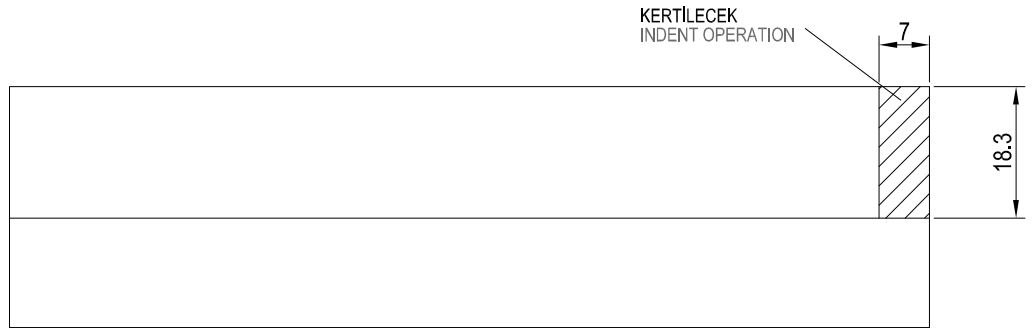 KERTİLECEK
INDENT OPERATION
7
18.3